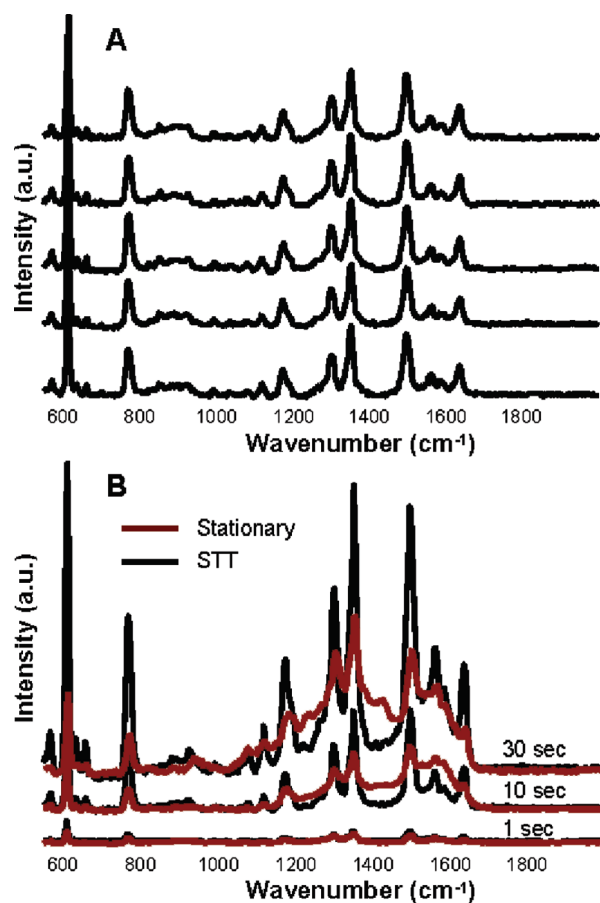 A
Intensity (a.u.)
600 800 1000 1200 1400 1600 1800
Wavenumber (cm⁻¹)
B
Stationary
STT
Intensity (a.u.)
30 sec
10 sec
1 sec
600 800 1000 1200 1400 1600 1800
Wavenumber (cm⁻¹)